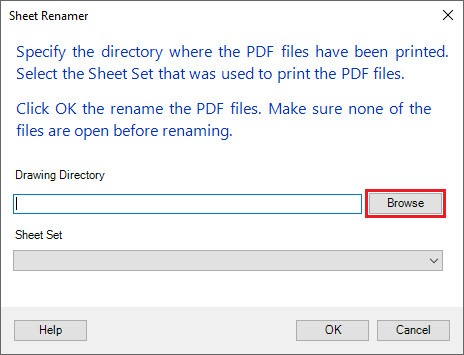 Sheet Renamer
Specify the directory where the PDF files have been printed.
Select the Sheet Set that was used to print the PDF files.
Click OK the rename the PDF files. Make sure none of the
files are open before renaming.
Drawing Directory
Browse
Sheet Set
Help
OK
Cancel